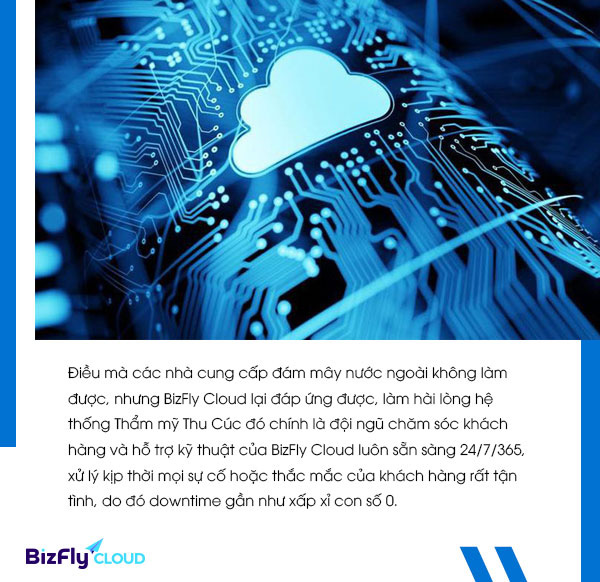 Điều mà các nhà cung cấp đám mây nước ngoài không làm
được, nhưng BizFly Cloud lại đáp ứng được, làm hài lòng hệ
thống Thẩm mỹ Thu Cúc đó chính là đội ngũ chăm sóc khách
hàng và hỗ trợ kỹ thuật của BizFly Cloud luôn sẵn sàng 24/7/365,
xử lý kịp thời mọi sự cố hoặc thắc mắc của khách hàng rất tận
tình, do đó downtime gần như xấp xỉ con số 0.
BizFly CLOUD